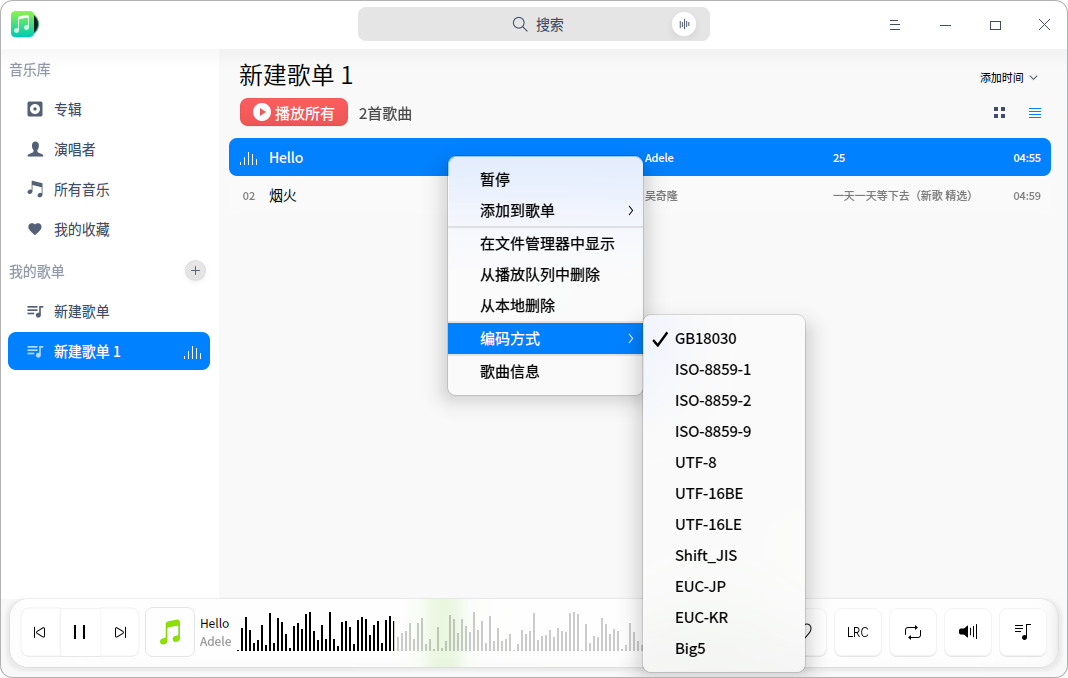 搜索
音乐库
专辑
演唱者
所有音乐
我的收藏
我的歌单
新建歌单
新建歌单 1
新建歌单 1
添加时间
播放所有
2首歌曲
Hello Adele 25 04:55
02 烟火 吴奇隆 一天一天等下去（新歌 精选） 04:59
暂停
添加到歌单
在文件管理器中显示
从播放队列中删除
从本地删除
编码方式
歌曲信息
GB18030
ISO-8859-1
ISO-8859-2
ISO-8859-9
UTF-8
UTF-16BE
UTF-16LE
Shift_JIS
EUC-JP
EUC-KR
Big5
Hello
Adele
LRC